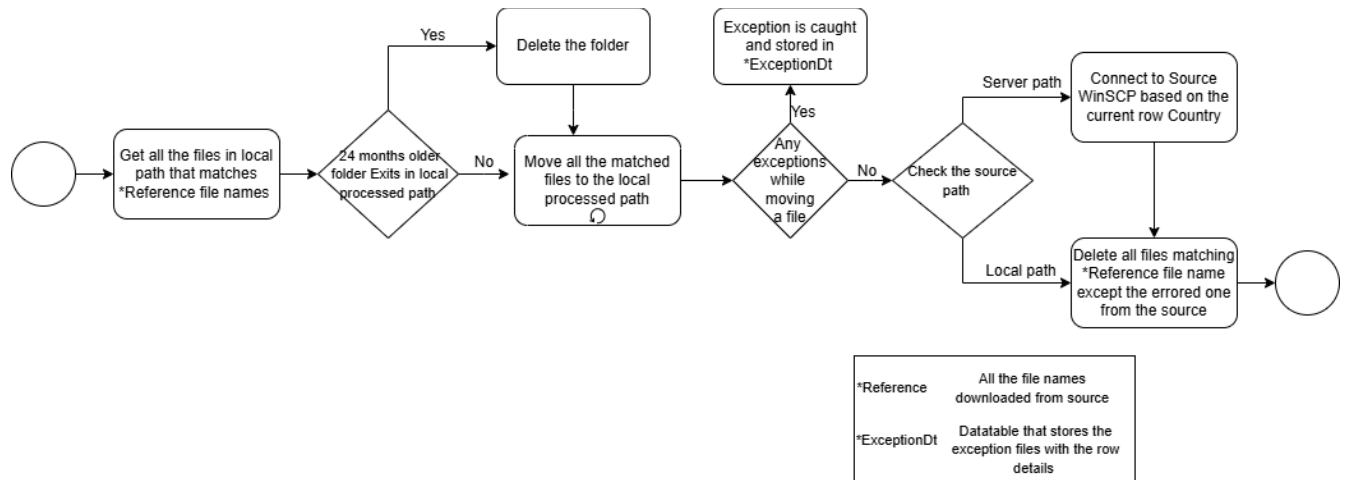 Get all the files in local
path that matches
*Reference file names
24 months older
folder Exits in local
processed path
Yes
No
Delete the folder
Move all the matched
files to the local
processed path
Any
exceptions
while
moving
a file
Yes
No
Exception is caught
and stored in
*ExceptionDt
Check the source
path
Server path
Local path
Connect to Source
WinSCP based on the
current row Country
Delete all files matching
*Reference file name
except the errored one
from the source
*Reference
All the file names
downloaded from source
*ExceptionDt
Datatable that stores the
exception files with the row
details